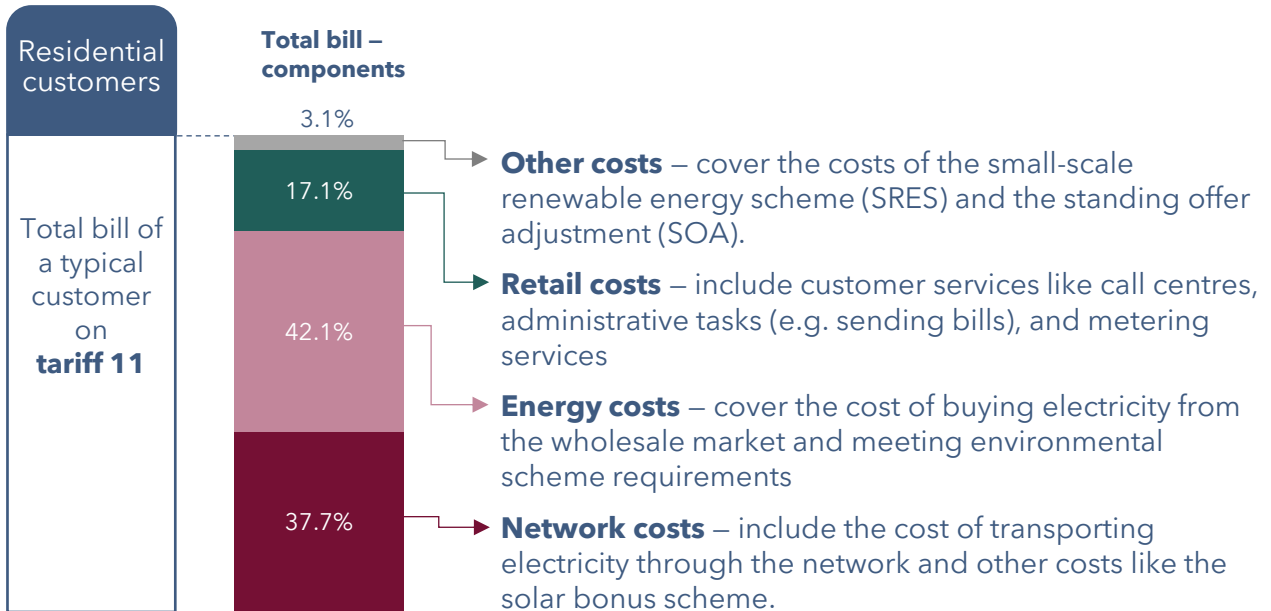 Residential
customers
Total bill of
a typical
customer
on
tariff 11
Total bill –
components
3.1%
17.1%
42.1%
37.7%
Other costs – cover the costs of the small-scale
renewable energy scheme (SRES) and the standing offer
adjustment (SOA).
Retail costs – include customer services like call centres,
administrative tasks (e.g. sending bills), and metering
services
Energy costs – cover the cost of buying electricity from
the wholesale market and meeting environmental
scheme requirements
Network costs – include the cost of transporting
electricity through the network and other costs like the
solar bonus scheme.